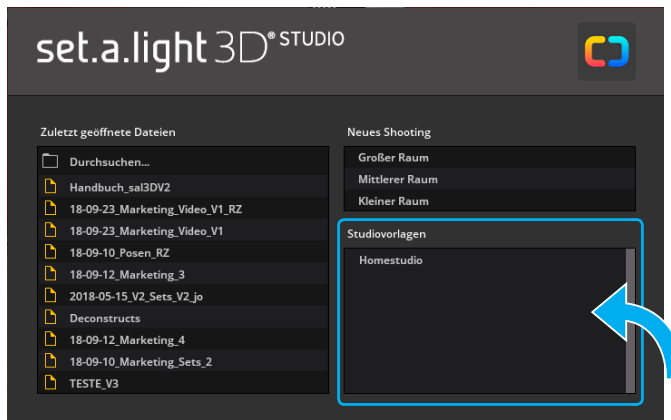 set.a.light 3D® STUDIO
Zuletzt geöffnete Dateien
Durchsuchen...
Handbuch_sal3DV2
18-09-23_Marketing_Video_V1_RZ
18-09-23_Marketing_Video_V1
18-09-10_Posen_RZ
18-09-12_Marketing_3
2018-05-15_V2_Sets_V2_jo
Deconstructs
18-09-12_Marketing_4
18-09-10_Marketing_Sets_2
TESTE_V3
Neues Shooting
Großer Raum
Mittlerer Raum
Kleiner Raum
Studiovorlagen
Homestudio